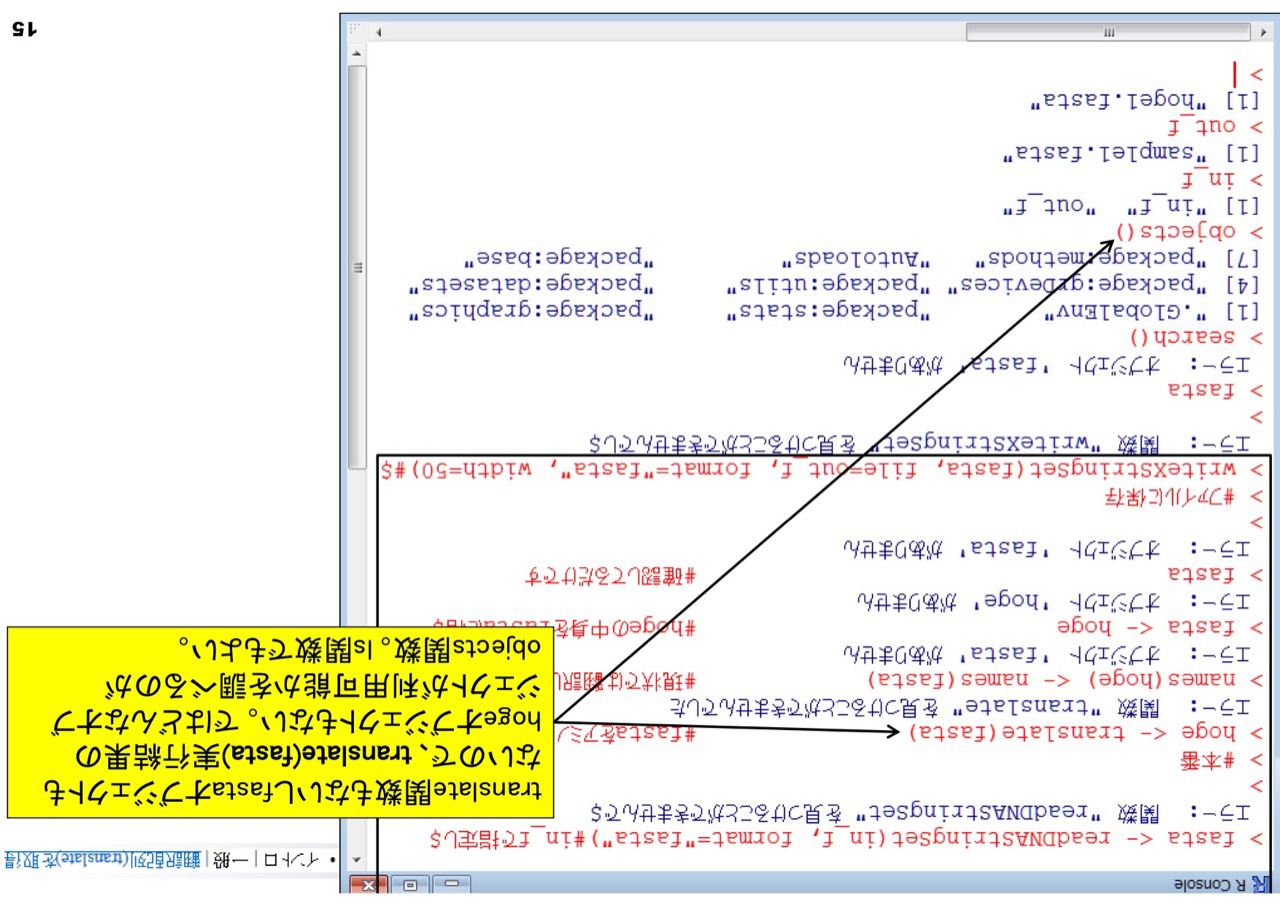 • イントロ | 一般 | 翻訳配列(translate)を取得
R Console
> fasta <- readDNAStringSet(in_f, format="fasta")#in_fで指定し$
エラー： 関数 "readDNAStringSet" を見つけることができませんでし$
>
> #本番
> hoge <- translate(fasta) #fastaをアミノ
エラー： 関数 "translate" を見つけることができませんでした
> names(hoge) <- names(fasta) #現状では翻訳
エラー： オブジェクト 'fasta' がありません
> fasta <- hoge #hogeの中身をfastaに格$
エラー： オブジェクト 'hoge' がありません
> fasta #確認してるだけです
エラー： オブジェクト 'fasta' がありません
>
> #ファイルに保存
> writeXStringSet(fasta, file=out_f, format="fasta", width=50)#$
エラー： 関数 "writeXStringSet" を見つけることができませんでし$
>
> fasta
エラー： オブジェクト 'fasta' がありません
> search()
[1] ".GlobalEnv" "package:stats" "package:graphics"
[4] "package:grDevices" "package:utils" "package:datasets"
[7] "package:methods" "Autoloads" "package:base"
> objects()
[1] "in_f" "out_f"
> in_f
[1] "sample1.fasta"
> out_f
[1] "hoge1.fasta"
>
translate関数もないしfastaオブジェクトも
ないので、translate(fasta)実行結果の
hogeオブジェクトもない。ではどんなオブ
ジェクトが利用可能かを調べるのが
objects関数。ls関数でもよい。
15